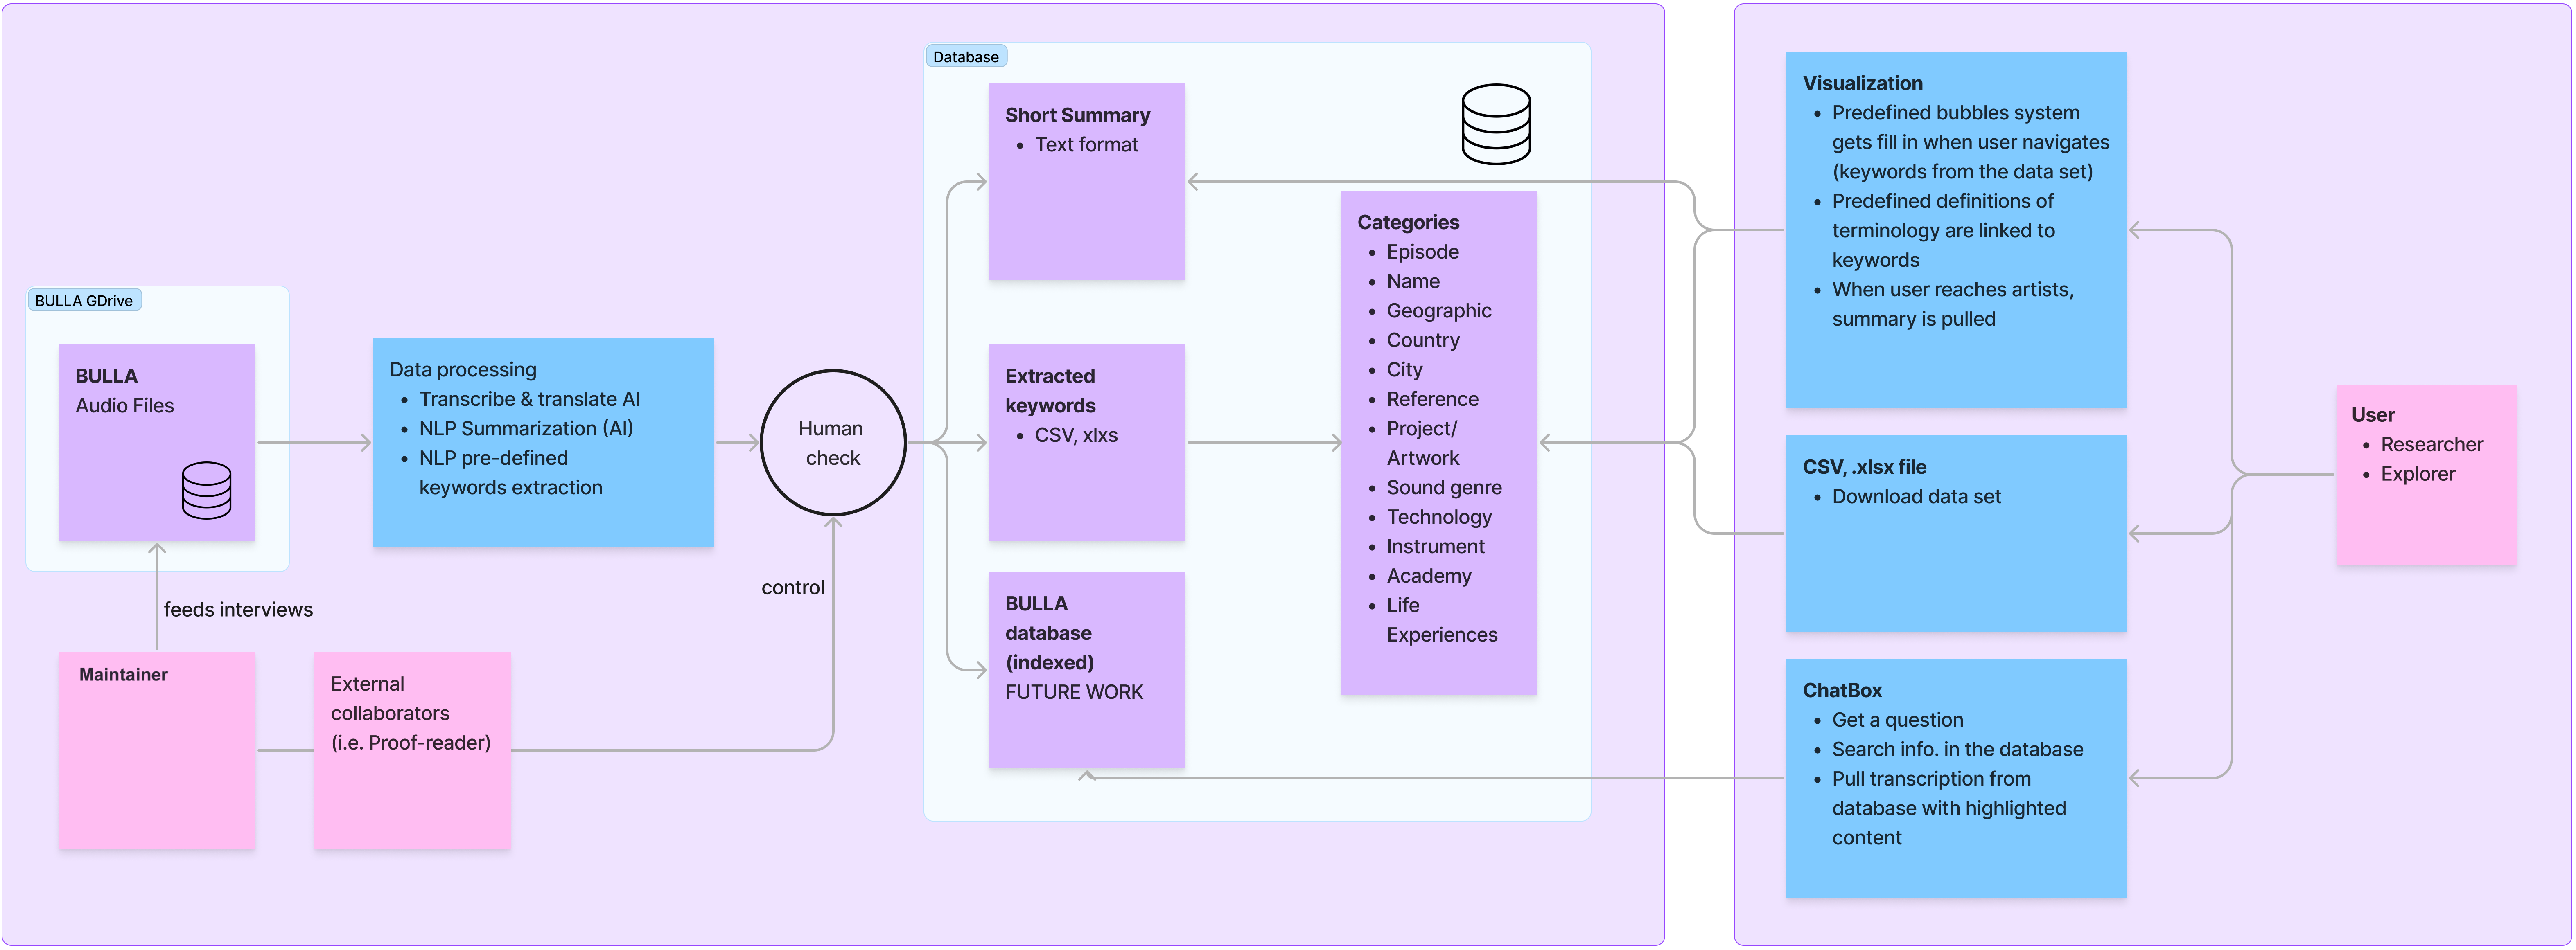 BULLA GDrive
BULLA
Audio Files
feeds interviews
Maintainer
External
collaborators
(i.e. Proof-reader)
Data processing
Transcribe & translate AI
NLP Summarization (AI)
NLP pre-defined
keywords extraction
Human
check
control
Database
Short Summary
Text format
Extracted
keywords
CSV, xlxs
BULLA
database
(indexed)
FUTURE WORK
Categories
Episode
Name
Geographic
Country
City
Reference
Project/
Artwork
Sound genre
Technology
Instrument
Academy
Life
Experiences
Visualization
Predefined bubbles system
gets fill in when user navigates
(keywords from the data set)
Predefined definitions of
terminology are linked to
keywords
When user reaches artists,
summary is pulled
CSV, .xlsx file
Download data set
ChatBox
Get a question
Search info. in the database
Pull transcription from
database with highlighted
content
User
Researcher
Explorer